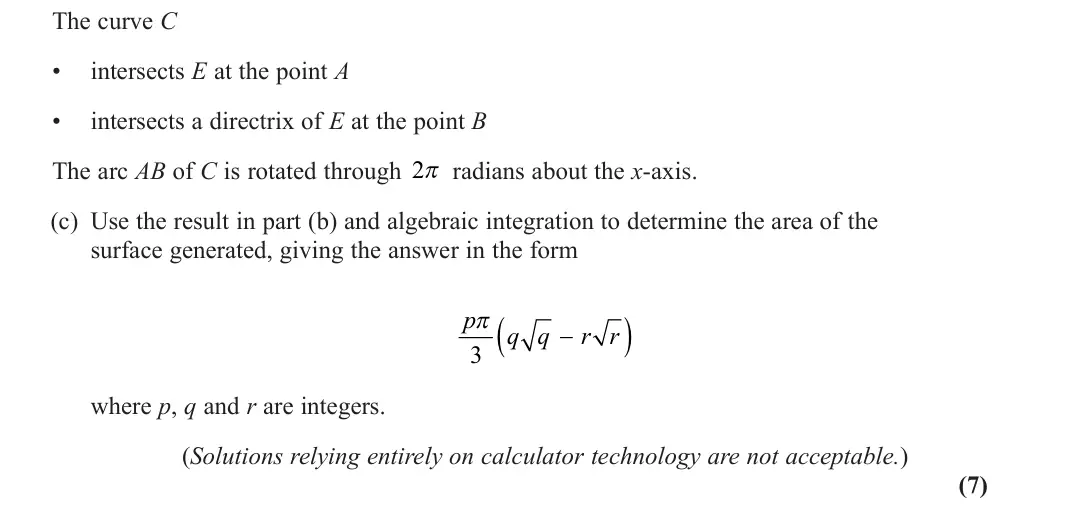 The curve C
• intersects E at the point A
• intersects a directrix of E at the point B
The arc AB of C is rotated through 2π radians about the x-axis.
(c) Use the result in part (b) and algebraic integration to determine the area of the
surface generated, giving the answer in the form
pπ/3 (q√q − r√r)
where p, q and r are integers.
(Solutions relying entirely on calculator technology are not acceptable.)
(7)